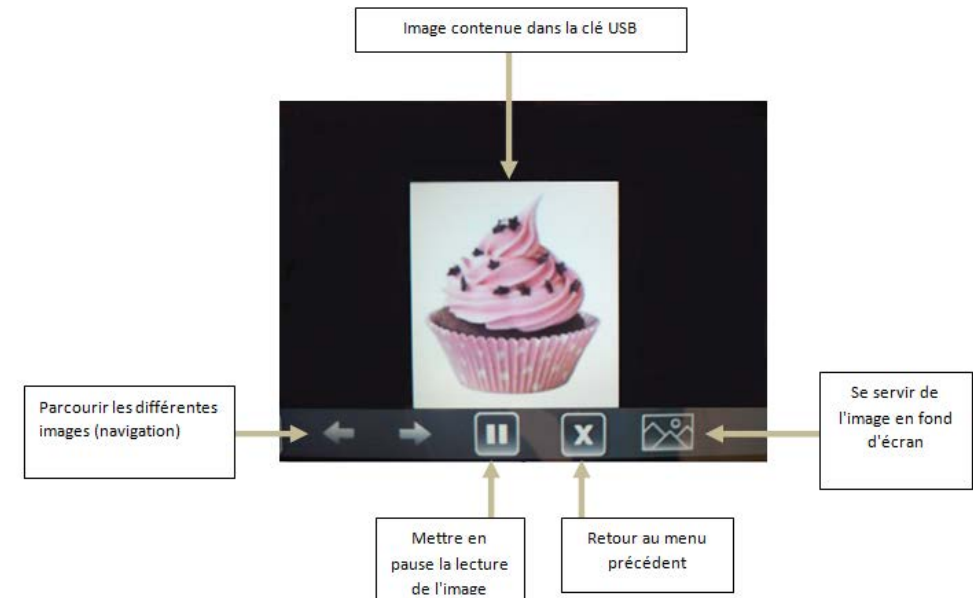 Image contenue dans la clé USB
Parcourir les différentes
images (navigation)
Se servir de
l'image en fond
d'écran
Mettre en
pause la lecture
de l'image
Retour au menu
précédent
X